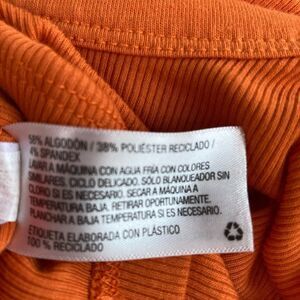 58% ALGODÓN / 38% POLIÉSTER RECICLADO /
4% SPANDEX
LAVAR A MÁQUINA CON AGUA FRÍA CON COLORES
SIMILARES, CICLO DELICADO. SÓLO BLANQUEADOR SIN
CLORO SI ES NECESARIO. SECAR A MÁQUINA A
TEMPERATURA BAJA. RETIRAR OPORTUNAMENTE.
PLANCHAR A BAJA TEMPERATURA SI ES
NECESARIO.
ETIQUETA ELABORADA CON PLÁSTICO
100 % RECICLADO